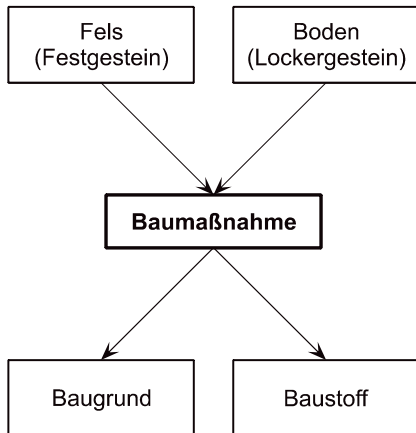 Fels
(Festgestein)
Boden
(Lockergestein)
Baumaßnahme
Baugrund
Baustoff